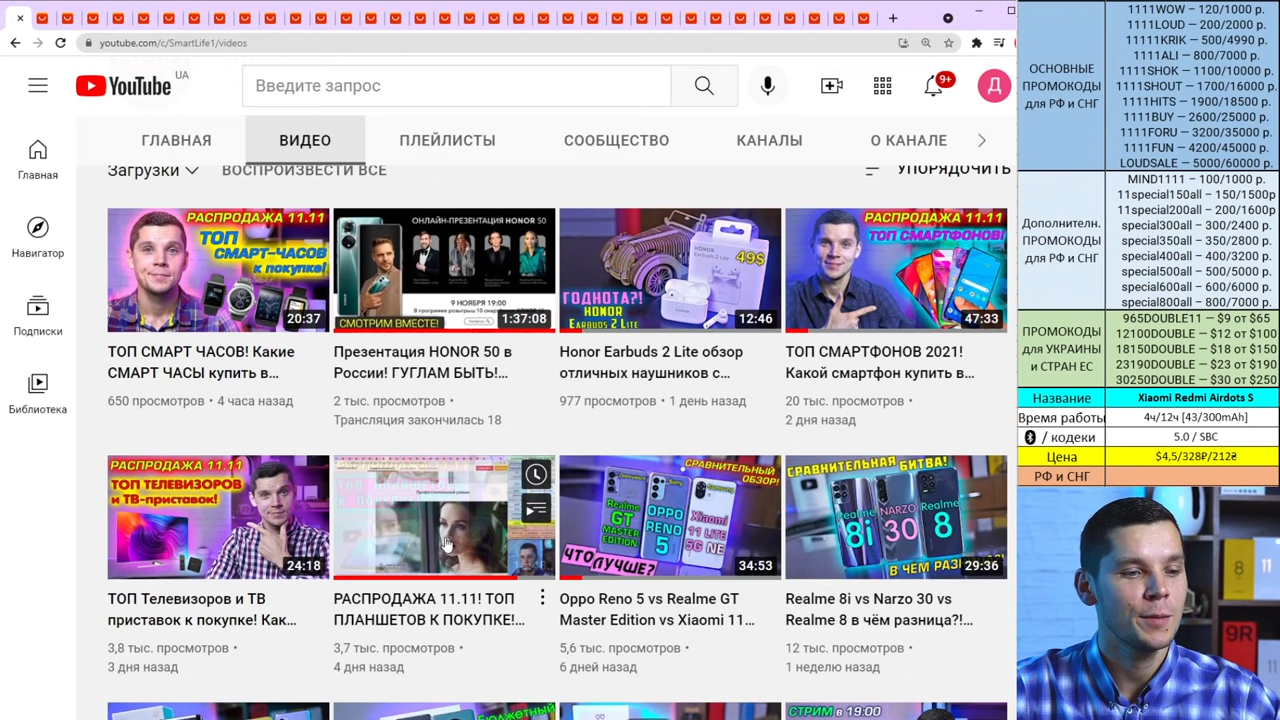 youtube.com/c/SmartLife1/videos
YouTube
UA
Введите запрос
9+
Д
ГЛАВНАЯ
ВИДЕО
ПЛЕЙЛИСТЫ
СООБЩЕСТВО
КАНАЛЫ
О КАНАЛЕ
Главная
Навигатор
Подписки
Библиотека
Загрузки
ВОСПРОИЗВЕСТИ ВСЕ
УПОРЯДОЧИТЬ
РАСПРОДАЖА 11.11
ТОП
СМАРТ-ЧАСОВ
к покупке!
20:37
ТОП СМАРТ ЧАСОВ! Какие
СМАРТ ЧАСЫ купить в…
650 просмотров •
4 часа назад
ОНЛАЙН-ПРЕЗЕНТАЦИЯ HONOR 50
9 НОЯБРЯ 19:00
СМОТРИМ ВМЕСТЕ!
1:37:08
Презентация HONOR 50 в
России! ГУГЛАМ БЫТЬ!…
2 тыс. просмотров •
Трансляция закончилась 18
HONOR
Earbuds 2 Lite
49$
ГОДНОТА?!
HONOR
EARBUDS 2 LITE
12:46
Honor Earbuds 2 Lite обзор
отличных наушников с…
977 просмотров •
1 день назад
РАСПРОДАЖА 11.11
ТОП СМАРТФОНОВ!
47:33
ТОП СМАРТФОНОВ 2021!
Какой смартфон купить в…
20 тыс. просмотров •
2 дня назад
РАСПРОДАЖА 11.11
ТОП ТЕЛЕВИЗОРОВ
и ТВ-приставок!
24:18
ТОП Телевизоров и ТВ
приставок к покупке! Как…
3,8 тыс. просмотров •
3 дня назад
Профессиональный режим
РАСПРОДАЖА 11.11! ТОП
ПЛАНШЕТОВ К ПОКУПКЕ!…
3,7 тыс. просмотров •
4 дня назад
СРАВНИТЕЛЬНЫЙ
ОБЗОР!
Realme
GT
MASTER
EDITION
OPPO
RENO
5
Xiaomi
11 LITE
5G NE
ЧТО ЛУЧШЕ?
34:53
Oppo Reno 5 vs Realme GT
Master Edition vs Xiaomi 11…
5,6 тыс. просмотров •
6 дней назад
СРАВНИТЕЛЬНАЯ БИТВА!
Realme
8i
NARZO
30
Realme
8
29:36
Realme 8i vs Narzo 30 vs
Realme 8 в чём разница?!…
12 тыс. просмотров •
1 неделю назад
БЮДЖЕТНЫЙ
СТРИМ в 19:00
ОСНОВНЫЕ
ПРОМОКОДЫ
для РФ и СНГ
1111WOW – 120/1000 р.
1111LOUD – 200/2000 р.
11111KRIK – 500/4990 р.
1111ALI – 800/7000 р.
1111SHOK – 1100/10000 р.
1111SHOUT – 1700/16000 р.
1111HITS – 1900/18500 р.
1111BUY – 2600/25000 р.
1111FORU – 3200/35000 р.
1111FUN – 4200/45000 р.
LOUDSALE – 5000/60000 р.
Дополнительн.
ПРОМОКОДЫ
для РФ и СНГ
MIND1111 – 100/1000 р.
11special150all – 150/1500р
11special200all – 200/1600р
special300all – 300/2400 р.
special350all – 350/2800 р.
special400all – 400/3200 р.
special500all – 500/5000 р.
special600all – 600/6000 р.
special800all – 800/7000 р.
ПРОМОКОДЫ
для УКРАИНЫ
и СТРАН ЕС
965DOUBLE11 – $9 от $65
12100DOUBLE – $12 от $100
18150DOUBLE – $18 от $150
23190DOUBLE – $23 от $190
30250DOUBLE – $30 от $250
Название
Xiaomi Redmi Airdots S
Время работы
4ч/12ч [43/300mAh]
/ кодеки
5.0 / SBC
Цена
$4,5/328₽/212₴
РФ и СНГ
8
11
9R